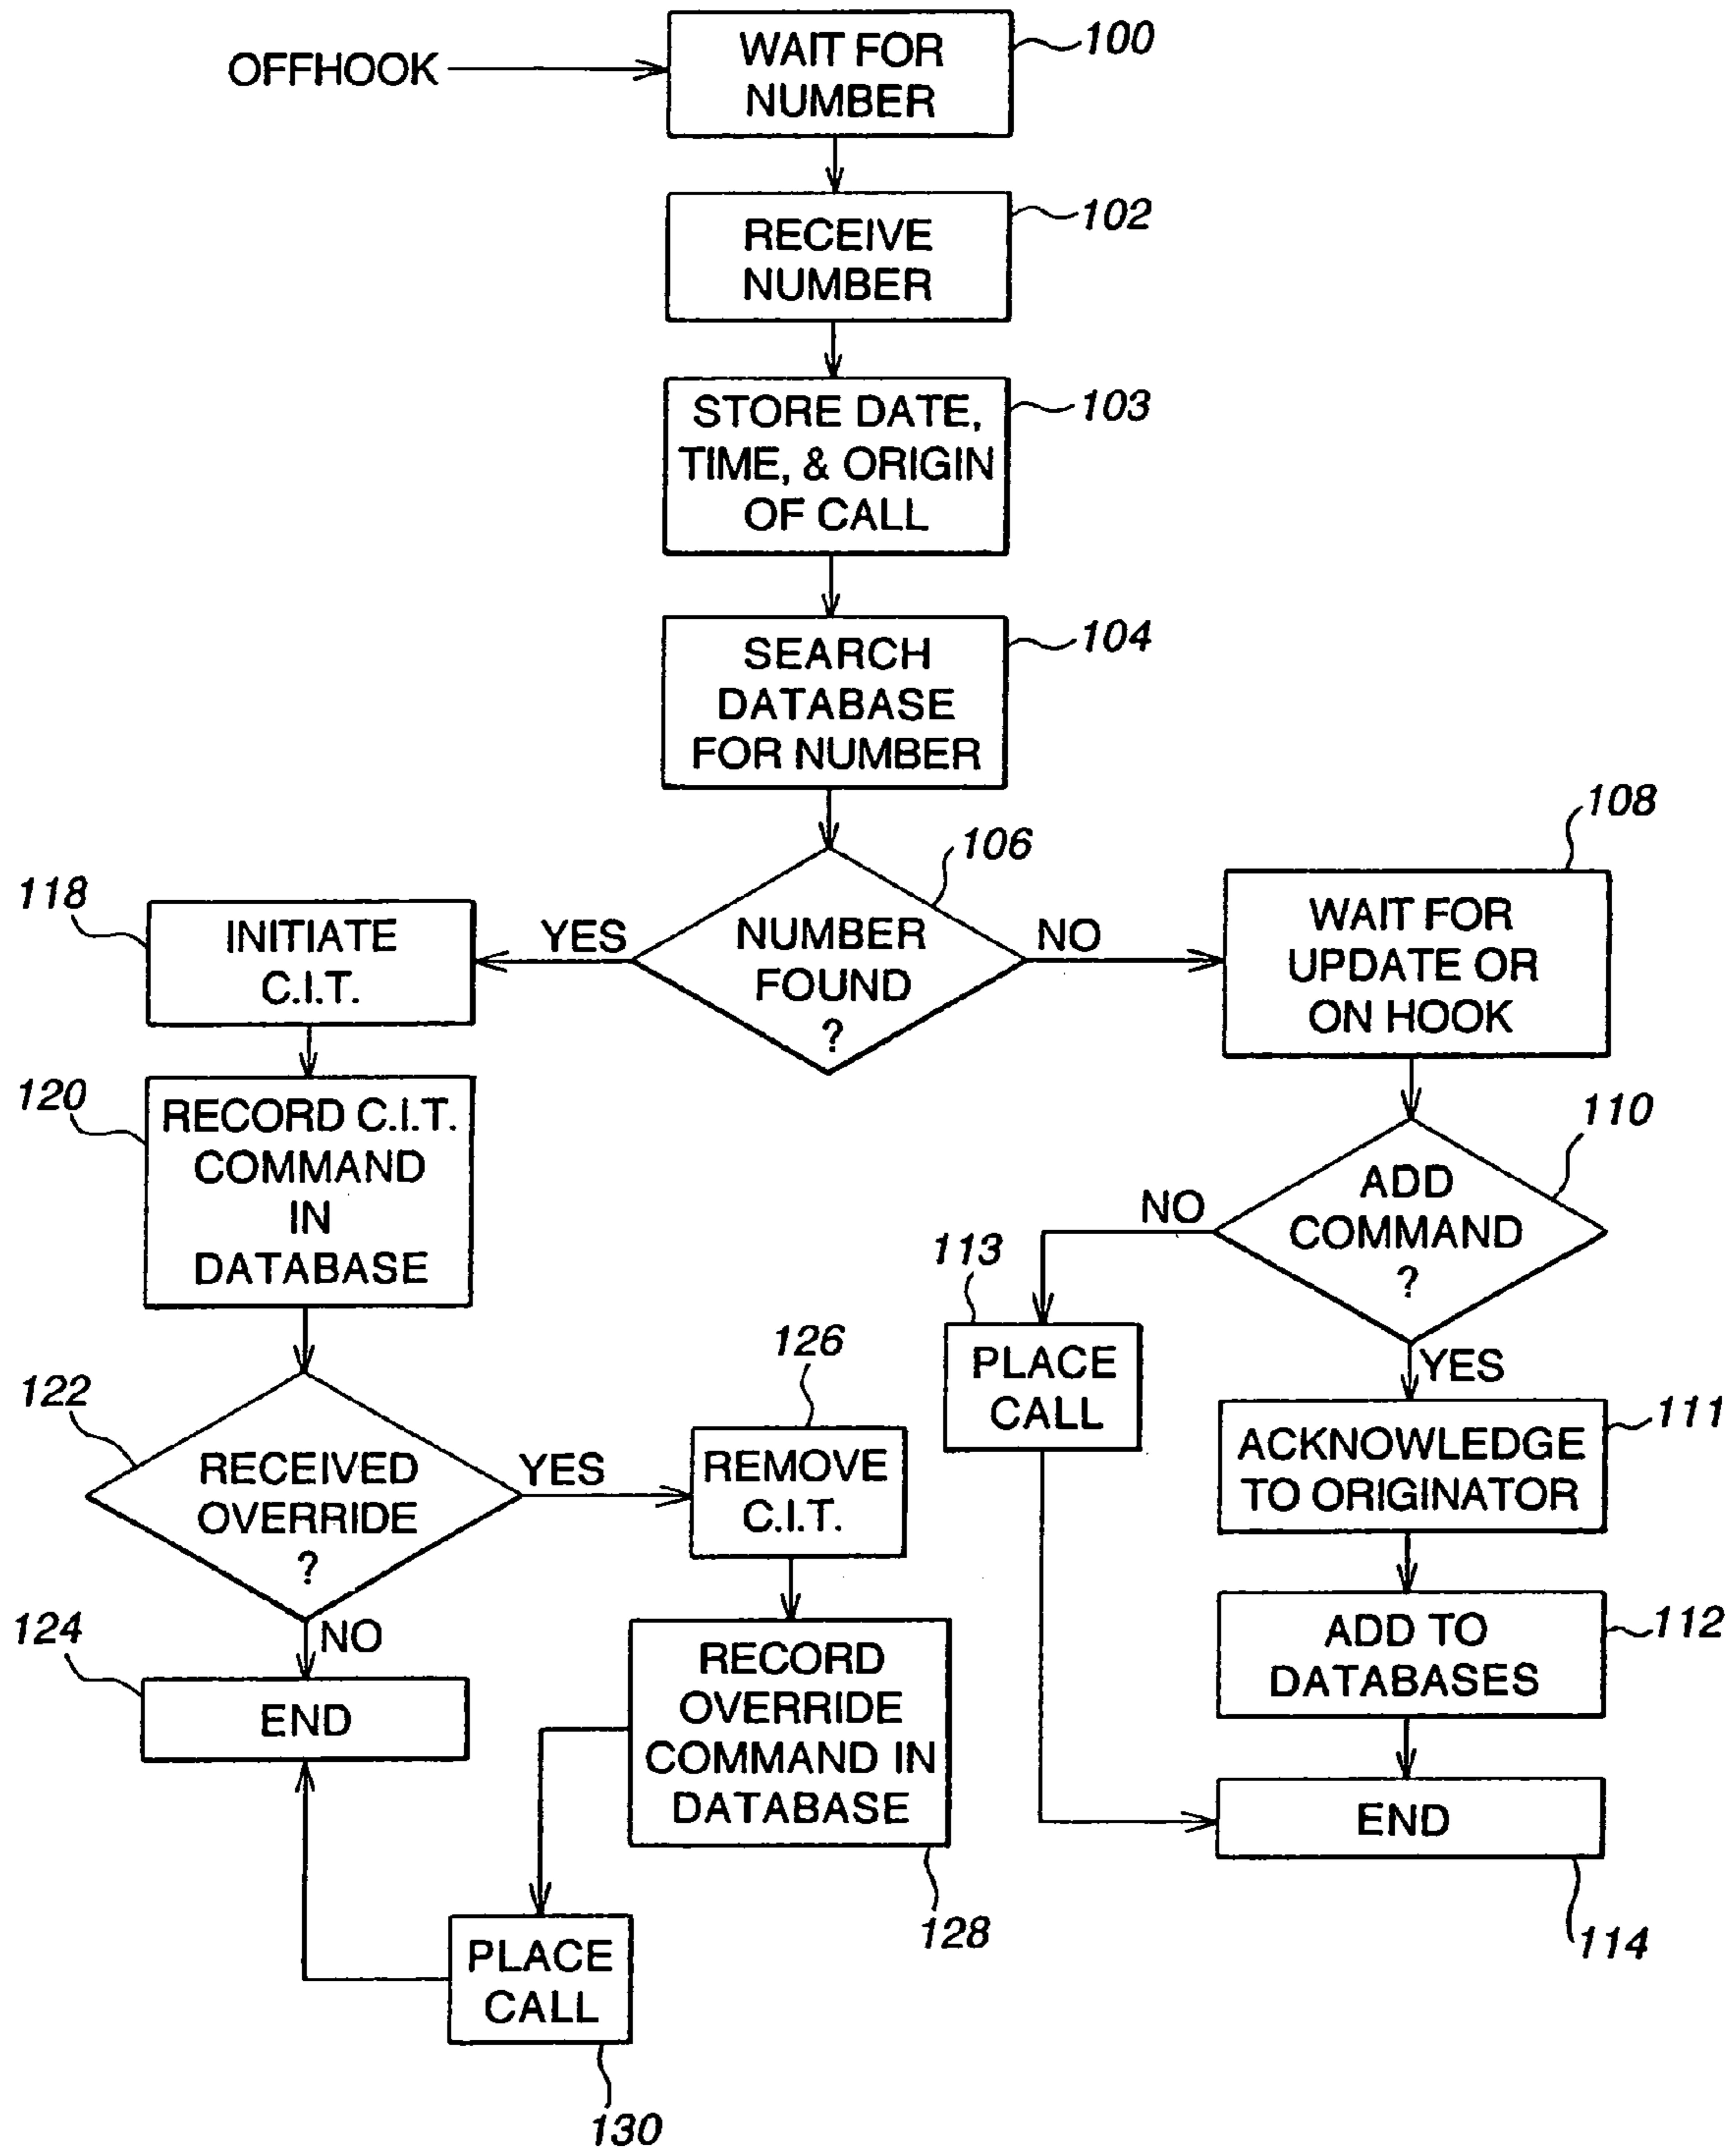 OFFHOOK
WAIT FOR
NUMBER
100
RECEIVE
NUMBER
102
STORE DATE,
TIME, & ORIGIN
OF CALL
103
SEARCH
DATABASE
FOR NUMBER
104
NUMBER
FOUND
?
106
YES
NO
118
INITIATE
C.I.T.
120
RECORD C.I.T.
COMMAND
IN
DATABASE
122
RECEIVED
OVERRIDE
?
YES
NO
124
END
126
REMOVE
C.I.T.
RECORD
OVERRIDE
COMMAND IN
DATABASE
128
PLACE
CALL
130
108
WAIT FOR
UPDATE OR
ON HOOK
110
ADD
COMMAND
?
NO
YES
113
PLACE
CALL
111
ACKNOWLEDGE
TO ORIGINATOR
112
ADD TO
DATABASES
END
114